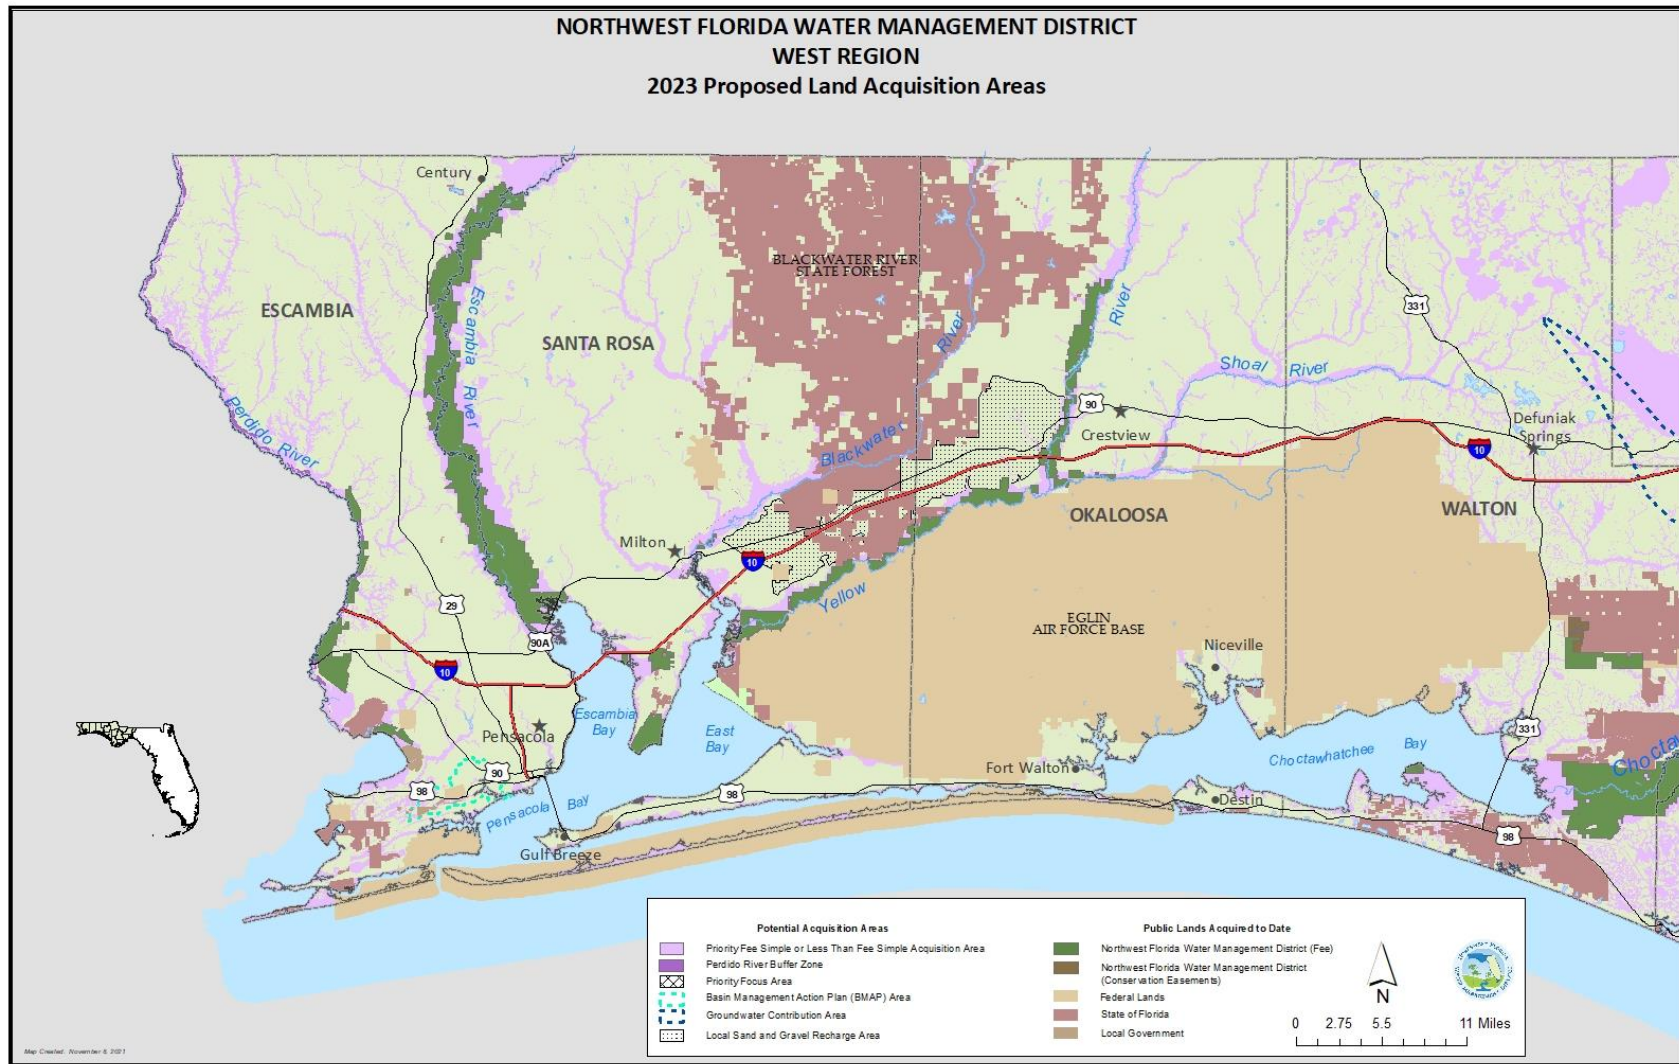 NORTHWEST FLORIDA WATER MANAGEMENT DISTRICT
WEST REGION
2023 Proposed Land Acquisition Areas
Century
BLACKWATER RIVER
STATE FOREST
ESCAMBIA
Escambia River
SANTA ROSA
River
River
331
Shoal River
Perdido River
90
Crestview
Defuniak
Springs
Blackwater
10
OKALOOSA
WALTON
Milton
10
Yellow
29
EGLIN
AIR FORCE BASE
90A
Niceville
10
Escambia
Bay
East
Bay
Pensacola
331
Choctawhatchee Bay
Choctaw
Fort Walton
90
98
98
Pensacola Bay
Destin
98
Gulf Breeze
Potential Acquisition Areas
Priority Fee Simple or Less Than Fee Simple Acquisition Area
Perdido River Buffer Zone
Priority Focus Area
Basin Management Action Plan (BMAP) Area
Groundwater Contribution Area
Local Sand and Gravel Recharge Area
Public Lands Acquired to Date
Northwest Florida Water Management District (Fee)
Northwest Florida Water Management District
(Conservation Easements)
Federal Lands
State of Florida
Local Government
N
0 2.75 5.5 11 Miles
Map Created: November 8, 2021